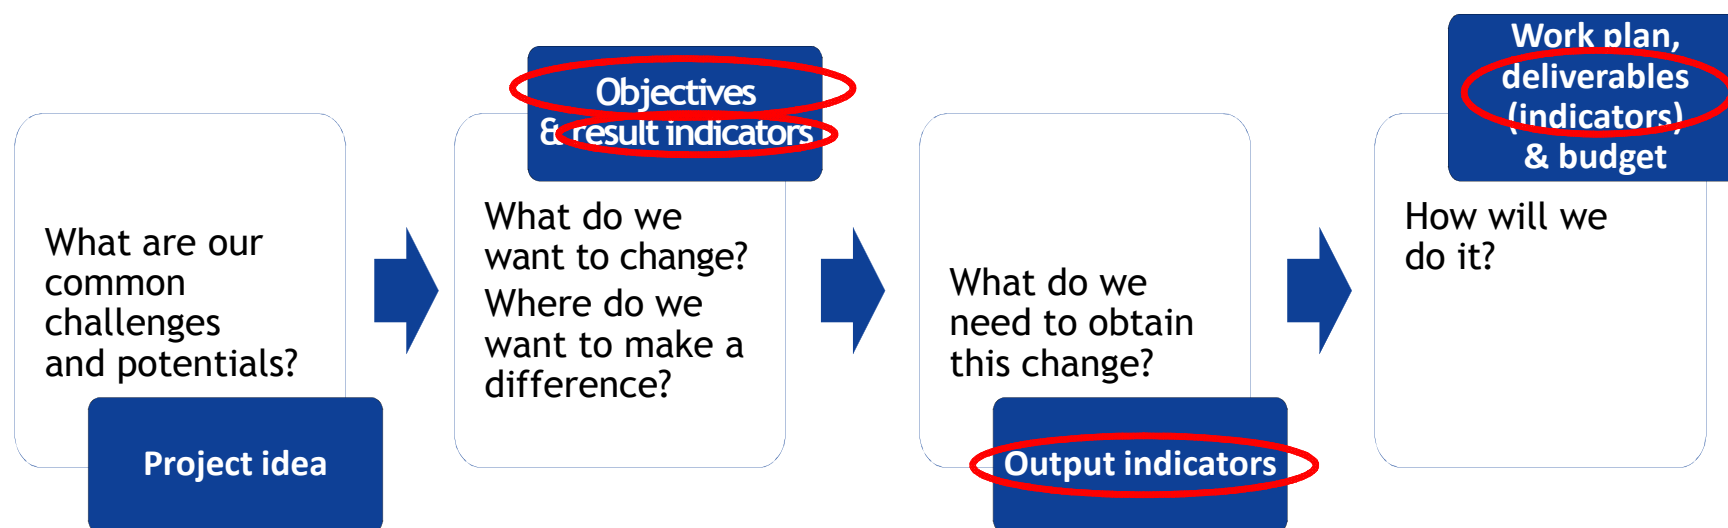 What are our
common
challenges
and potentials?
Project idea
Objectives
& result indicators
What do we
want to change?
Where do we
want to make a
difference?
What do we
need to obtain
this change?
Output indicators
Work plan,
deliverables
(indicators)
& budget
How will we
do it?